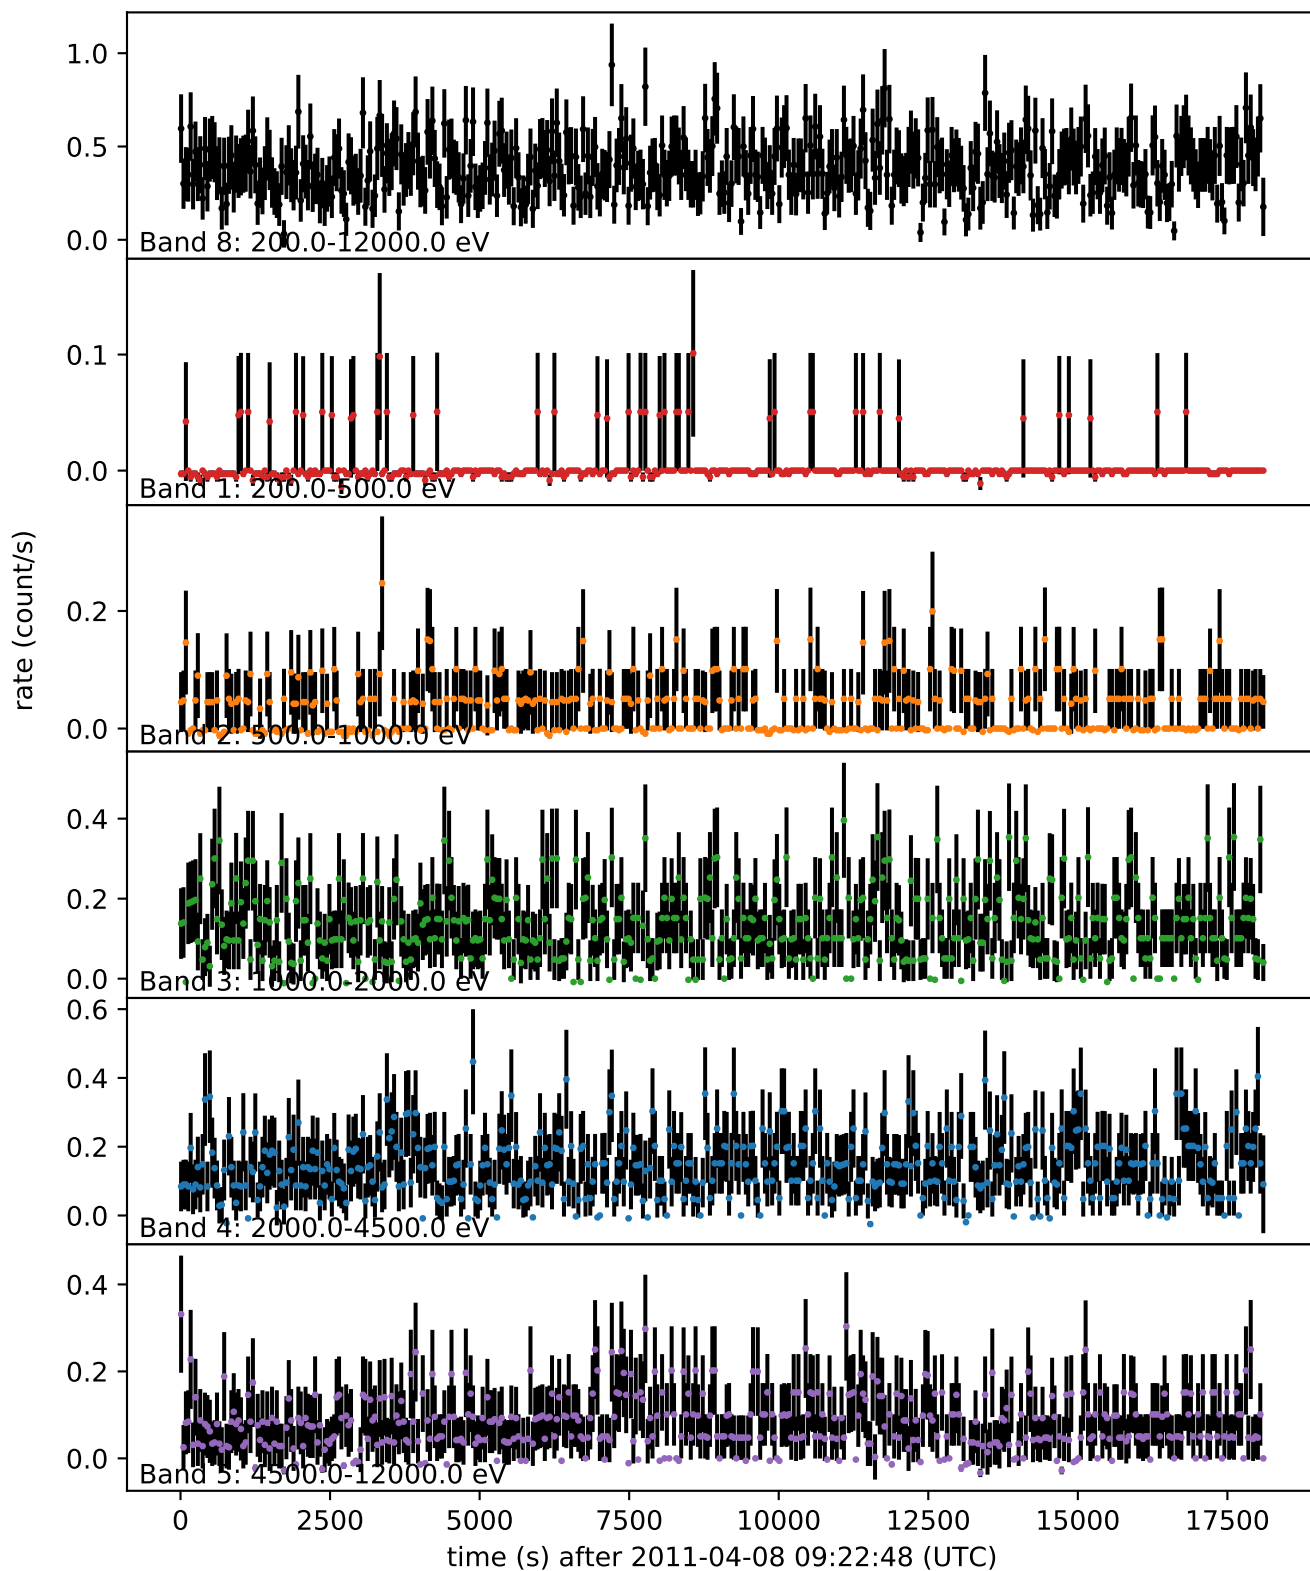 1.0
0.5
0.0
Band 8: 200.0-12000.0 eV
0.1
0.0
Band 1: 200.0-500.0 eV
rate (count/s)
0.2
0.0
Band 2: 500.0-1000.0 eV
0.4
0.2
0.0
Band 3: 1000.0-2000.0 eV
0.6
0.4
0.2
0.0
Band 4: 2000.0-4500.0 eV
0.4
0.2
0.0
Band 5: 4500.0-12000.0 eV
0 2500 5000 7500 10000 12500 15000 17500
time (s) after 2011-04-08 09:22:48 (UTC)